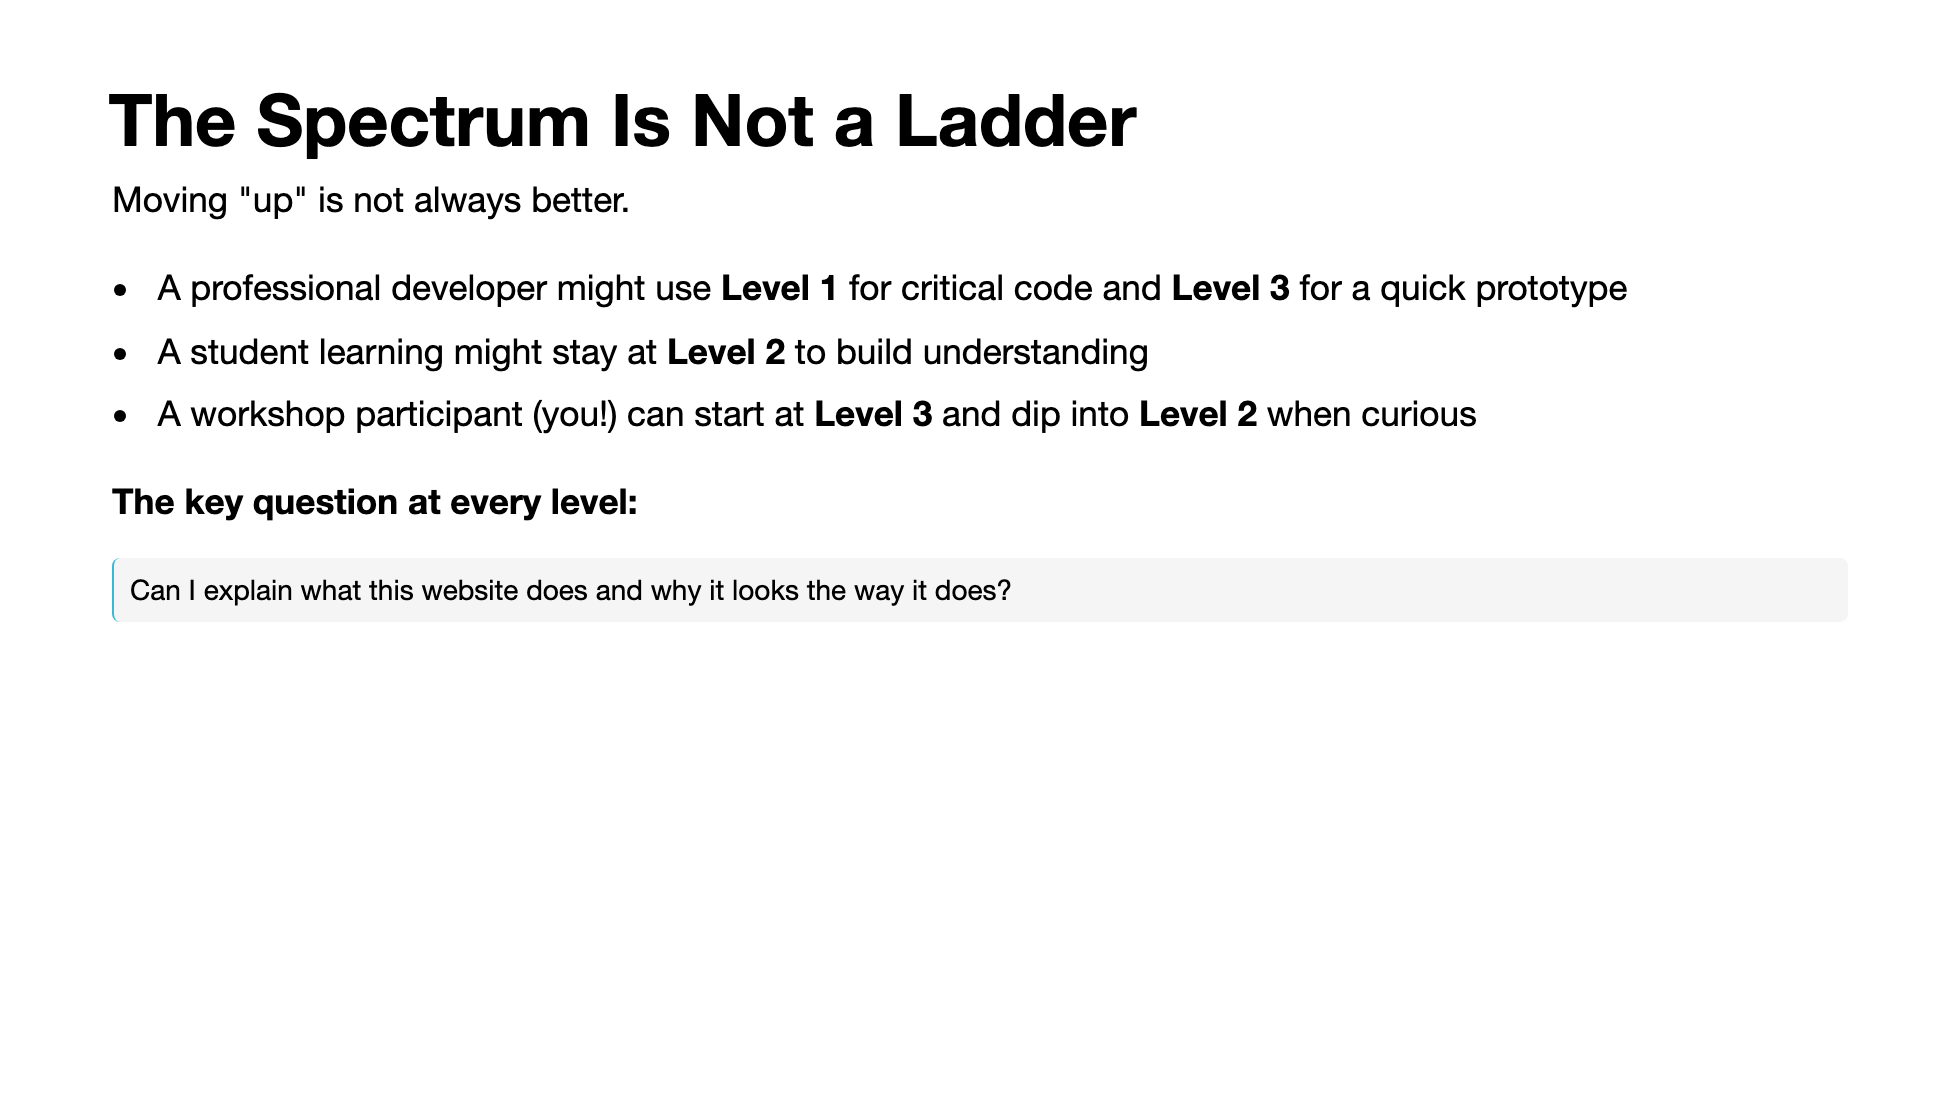 The Spectrum Is Not a Ladder
Moving "up" is not always better.
• A professional developer might use Level 1 for critical code and Level 3 for a quick prototype
• A student learning might stay at Level 2 to build understanding
• A workshop participant (you!) can start at Level 3 and dip into Level 2 when curious
The key question at every level:
Can I explain what this website does and why it looks the way it does?